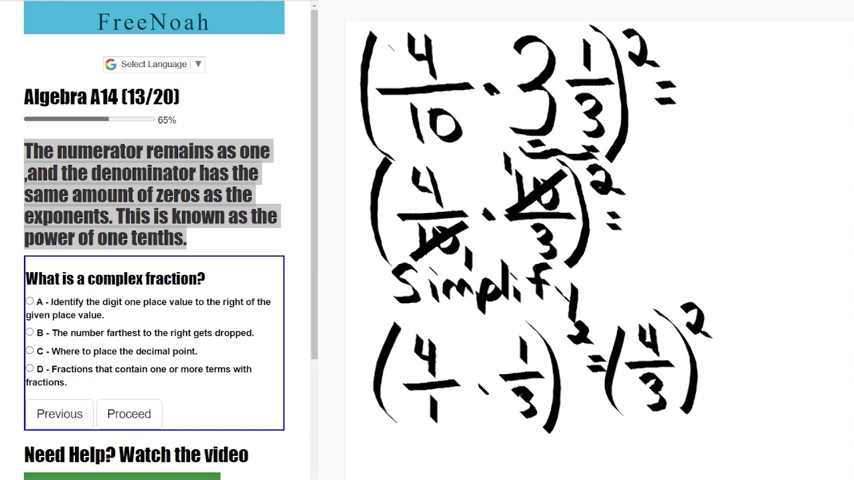 FreeNoah
Select Language ▼
Algebra A14 (13/20)
65%
The numerator remains as one
,and the denominator has the
same amount of zeros as the
exponents. This is known as the
power of one tenths.
What is a complex fraction?
A - Identify the digit one place value to the right of the
given place value.
B - The number farthest to the right gets dropped.
C - Where to place the decimal point.
D - Fractions that contain one or more terms with
fractions.
Previous Proceed
Need Help? Watch the video
(4/10 · 3 1/3)² =
(4/10 1 · 1 10/3)² =
Simplify
(4/1 · 1/3)² = (4/3)²